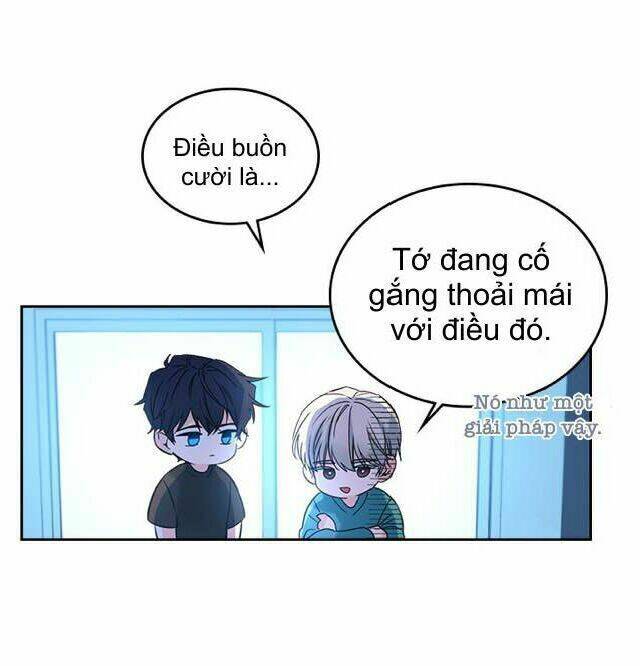 Điều buồn
cười là...
Tớ đang cố
gắng thoải mái
với điều đó.
Nó như một
giải pháp vậy.